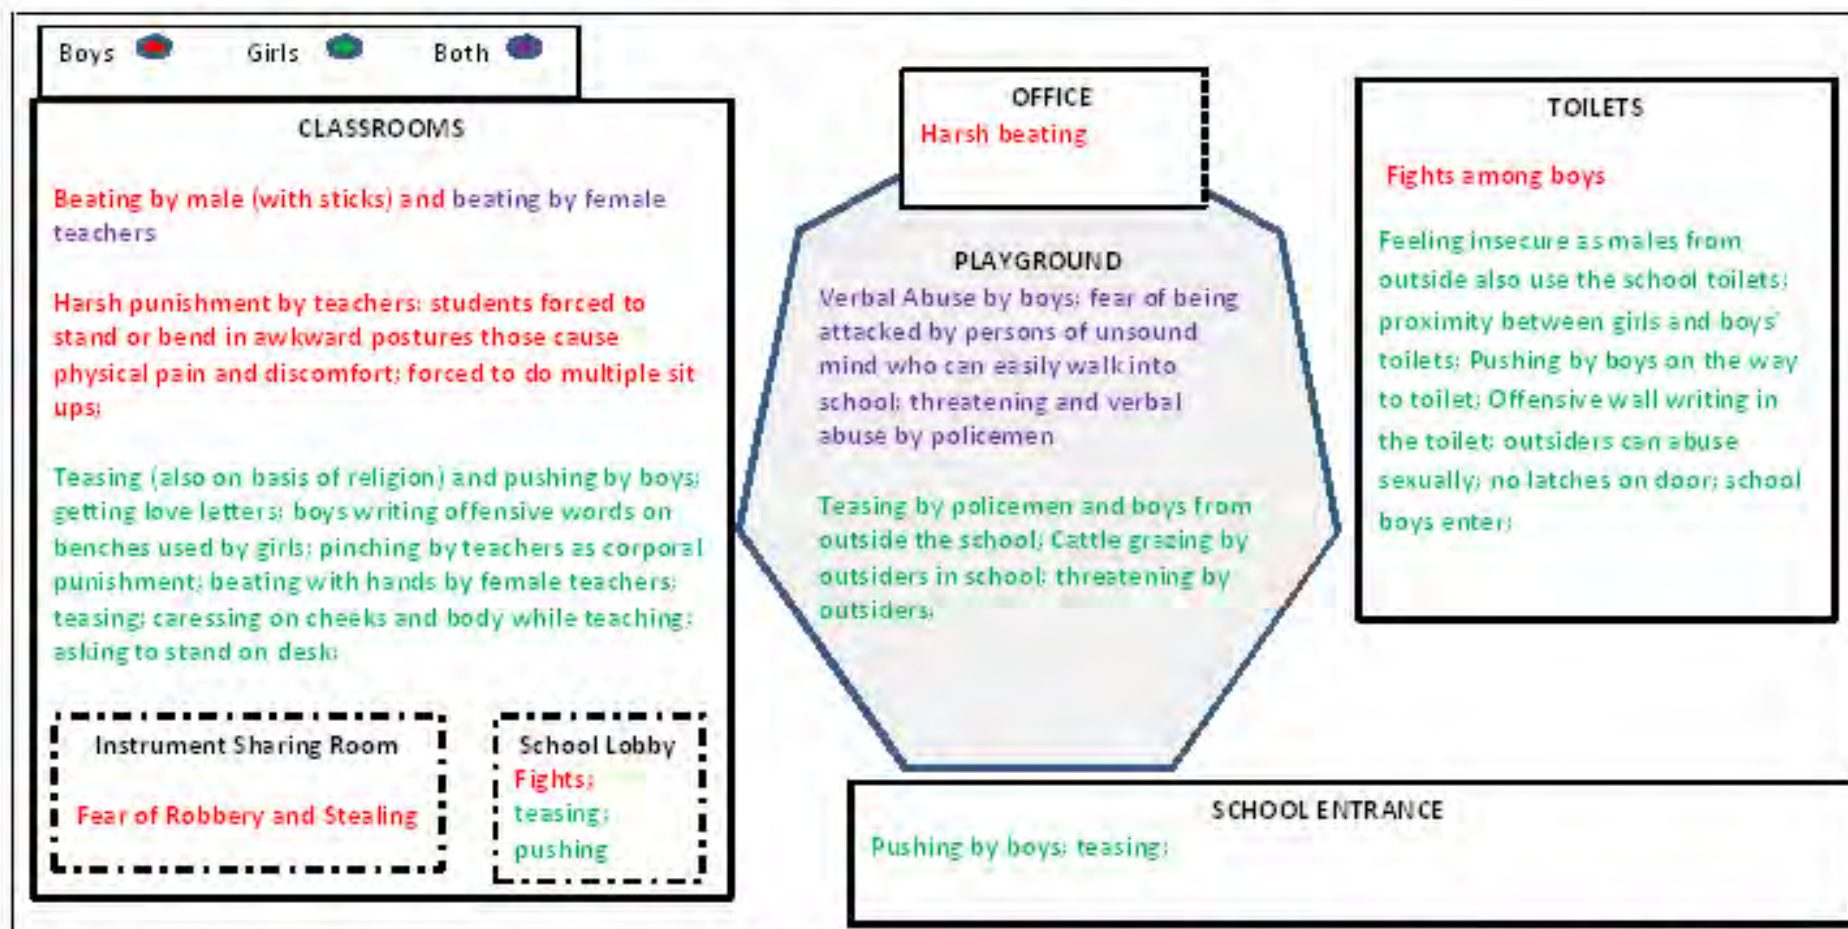 Boys Girls Both
CLASSROOMS
Beating by male (with sticks) and beating by female
teachers
Harsh punishment by teachers; students forced to
stand or bend in awkward postures those cause
physical pain and discomfort; forced to do multiple sit
ups;
Teasing (also on basis of religion) and pushing by boys;
getting love letters; boys writing offensive words on
benches used by girls; pinching by teachers as corporal
punishment; beating with hands by female teachers;
teasing; caressing on cheeks and body while teaching;
asking to stand on desk;
Instrument Sharing Room
Fear of Robbery and Stealing
School Lobby
Fights;
teasing;
pushing
OFFICE
Harsh beating
PLAYGROUND
Verbal Abuse by boys; fear of being
attacked by persons of unsound
mind who can easily walk into
school; threatening and verbal
abuse by policemen
Teasing by policemen and boys from
outside the school; Cattle grazing by
outsiders in school; threatening by
outsiders;
TOILETS
Fights among boys
Feeling insecure as males from
outside also use the school toilets;
proximity between girls and boys'
toilets; Pushing by boys on the way
to toilet; Offensive wall writing in
the toilet; outsiders can abuse
sexually; no latches on door; school
boys enter;
SCHOOL ENTRANCE
Pushing by boys; teasing;